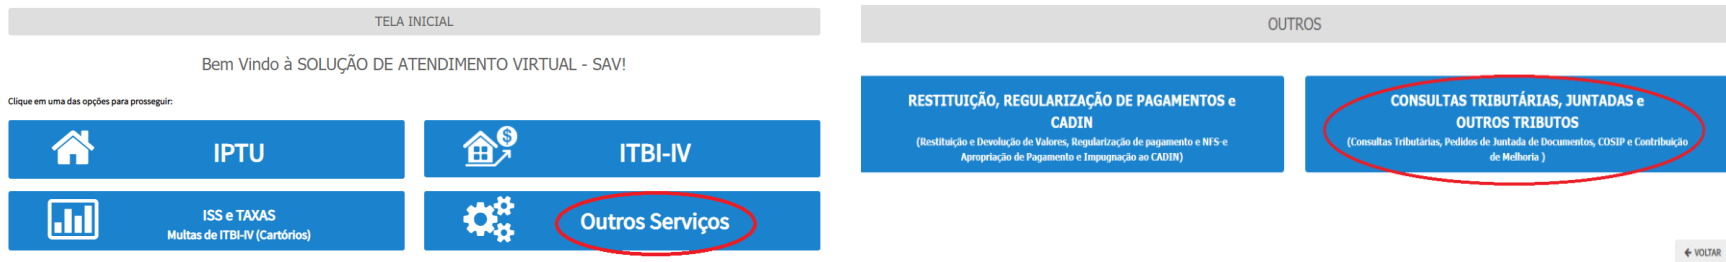 TELA INICIAL
Bem Vindo à SOLUÇÃO DE ATENDIMENTO VIRTUAL - SAV!
Clique em uma das opções para prosseguir:
IPTU
ITBI-IV
ISS e TAXAS
Multas de ITBI-IV (Cartórios)
Outros Serviços
OUTROS
RESTITUIÇÃO, REGULARIZAÇÃO DE PAGAMENTOS e
CADIN
(Restituição e Devolução de Valores, Regularização de pagamento e NFS-e
Apropriação de Pagamento e Impugnação ao CADIN)
CONSULTAS TRIBUTÁRIAS, JUNTADAS e
OUTROS TRIBUTOS
(Consultas Tributárias, Pedidos de Juntada de Documentos, COSIP e Contribuição
de Melhoria )
VOLTAR